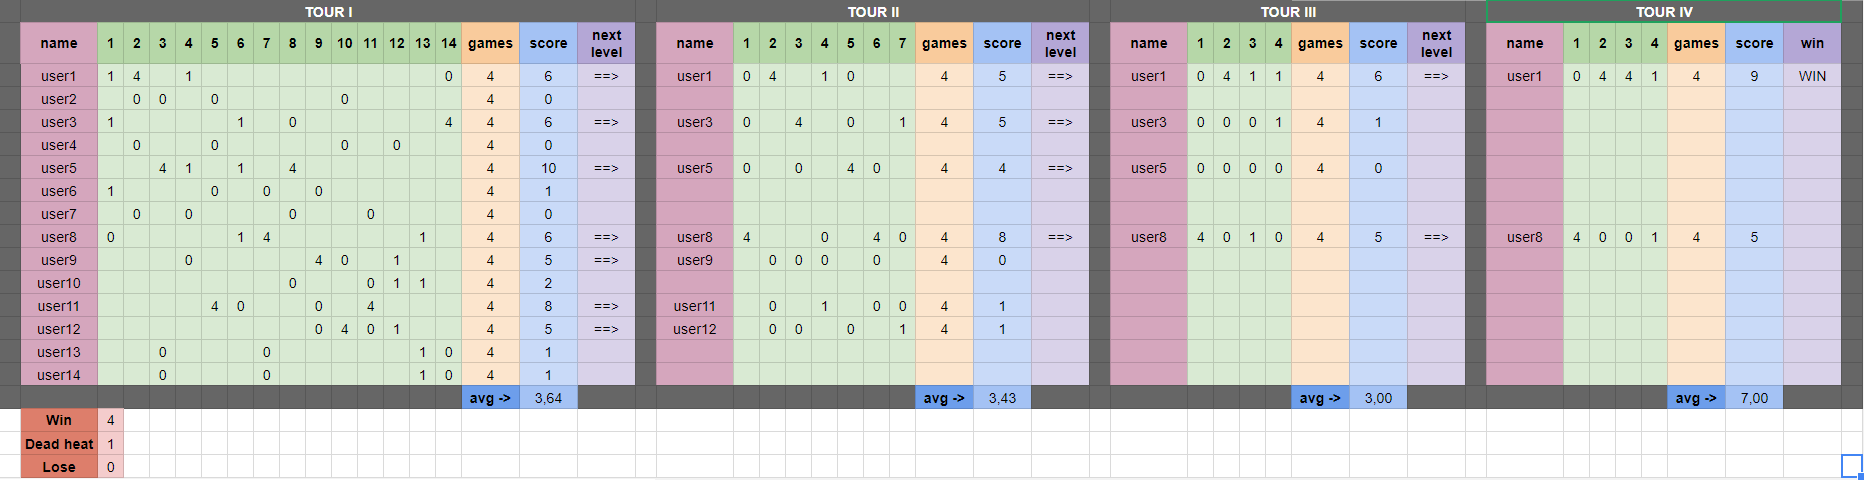 TOUR I TOUR II TOUR III TOUR IV
name 1 2 3 4 5 6 7 8 9 10 11 12 13 14 games score next level name 1 2 3 4 5 6 7 games score next level name 1 2 3 4 games score next level name 1 2 3 4 games score win
user1 1 4 1 0 4 6 ==> user1 0 4 1 0 4 5 ==> user1 0 4 1 1 4 6 ==> user1 0 4 4 1 4 9 WIN
user2 0 0 0 0 4 0
user3 1 1 0 4 4 6 ==> user3 0 4 0 1 4 5 ==> user3 0 0 0 1 4 1
user4 0 0 0 0 4 0
user5 4 1 1 4 4 10 ==> user5 0 0 4 0 4 4 ==> user5 0 0 0 0 4 0
user6 1 0 0 0 4 1
user7 0 0 0 0 4 0
user8 0 1 4 1 4 6 ==> user8 4 0 4 0 4 8 ==> user8 4 0 1 0 4 5 ==> user8 4 0 0 1 4 5
user9 0 4 0 1 4 5 ==> user9 0 0 0 0 4 0
user10 0 0 1 1 4 2
user11 4 0 0 4 4 8 ==> user11 0 1 0 0 4 1
user12 0 4 0 1 4 5 ==> user12 0 0 0 1 4 1
user13 0 0 1 0 4 1
user14 0 0 1 0 4 1
avg -> 3,64 avg -> 3,43 avg -> 3,00 avg -> 7,00
Win 4
Dead heat 1
Lose 0